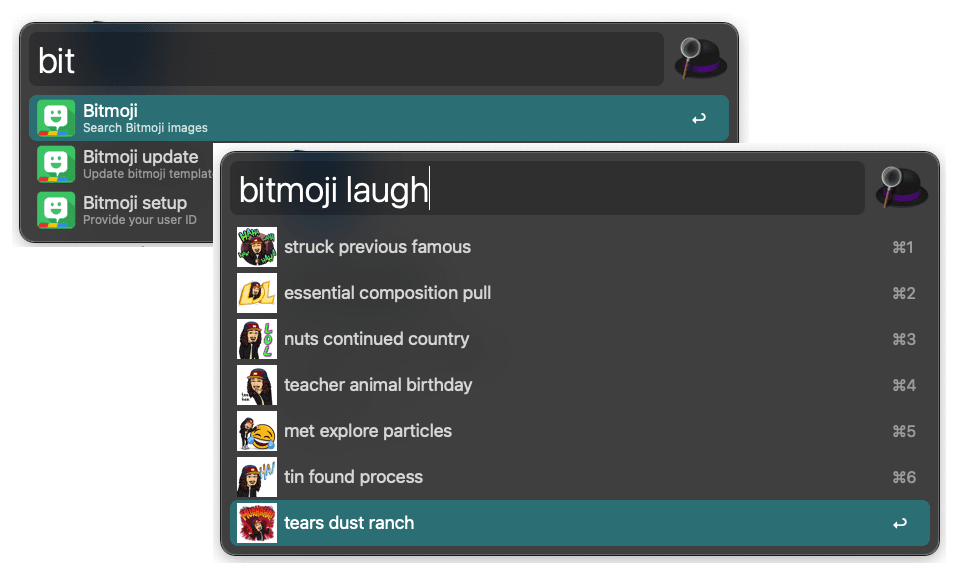 bit
Bitmoji
Search Bitmoji images
Bitmoji update
Update bitmoji
Bitmoji setup
Provide your user ID
bitmoji laugh
struck previous famous
⌘1
essential composition pull
⌘2
LOL
nuts continued country
⌘3
teacher animal birthday
⌘4
met explore particles
⌘5
tin found process
⌘6
tears dust ranch